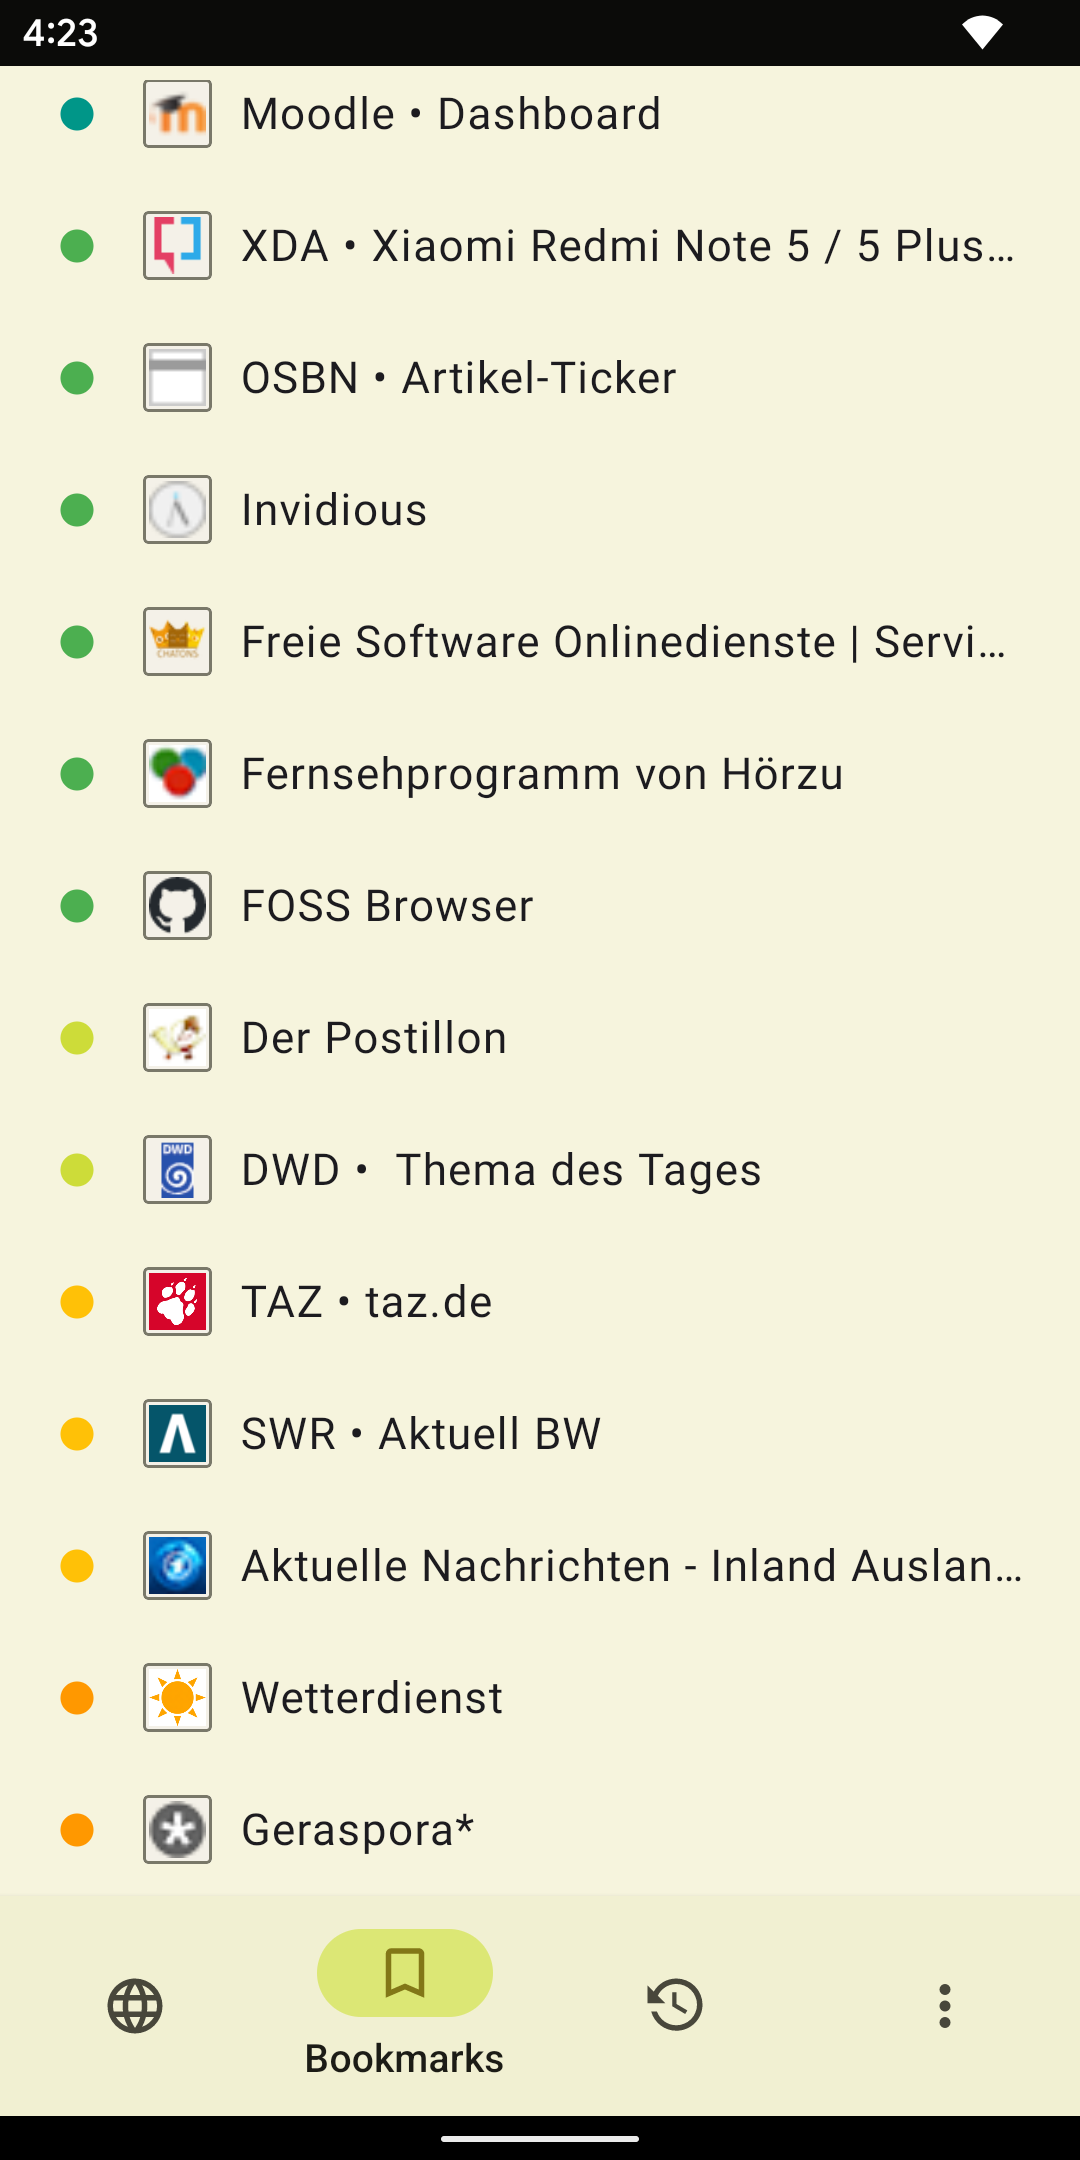 4:23
Moodle • Dashboard
XDA • Xiaomi Redmi Note 5 / 5 Plus...
OSBN • Artikel-Ticker
Invidious
CHATONS
Freie Software Onlinedienste | Servi...
Fernsehprogramm von Hörzu
FOSS Browser
Der Postillon
DWD
DWD •  Thema des Tages
TAZ • taz.de
SWR • Aktuell BW
Aktuelle Nachrichten - Inland Auslan...
Wetterdienst
Geraspora*
Bookmarks